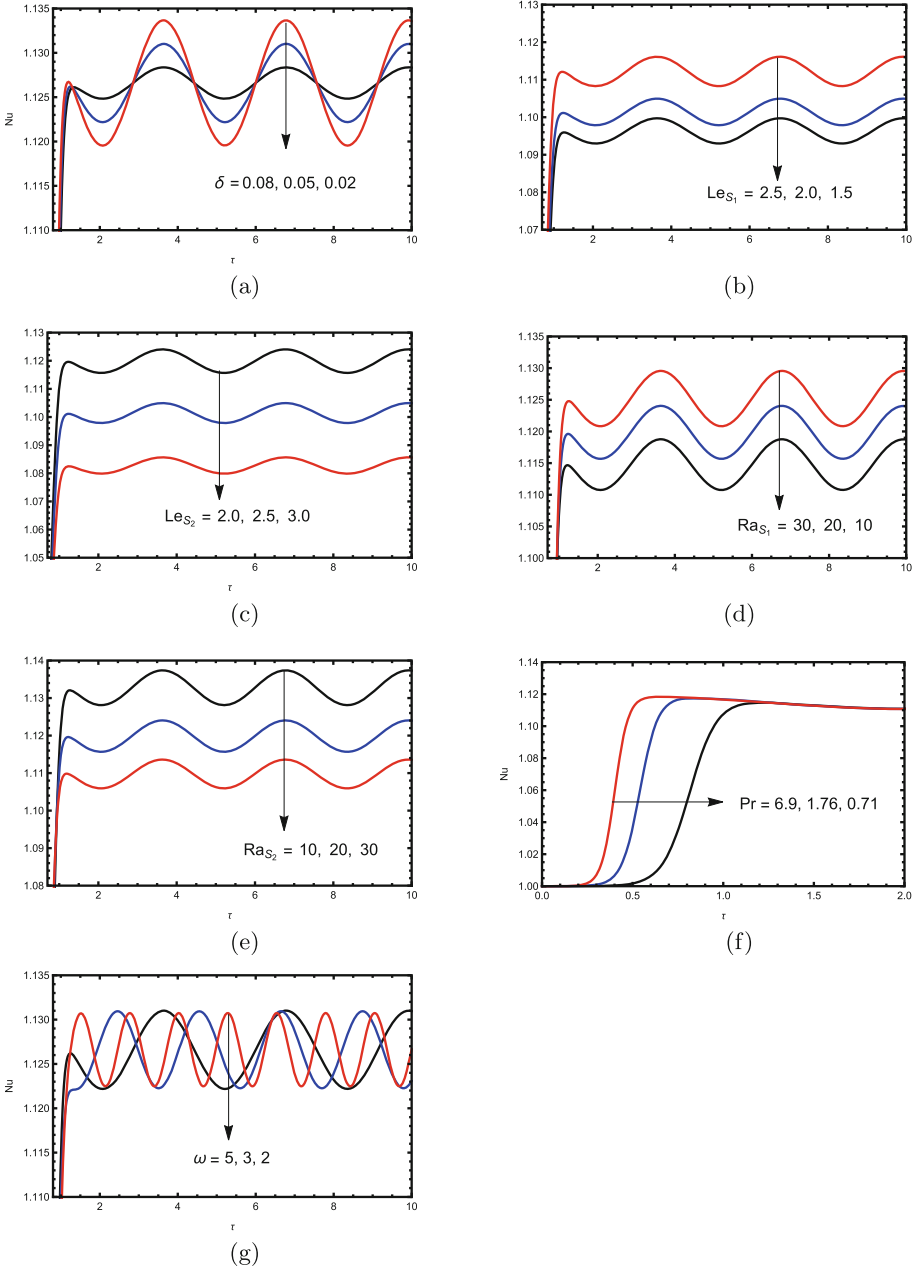 1.135
1.130
1.125
1.120
1.115
1.110
Nu
2 4 6 8 10
τ
δ = 0.08, 0.05, 0.02
(a)
1.13
1.12
1.11
1.10
1.09
1.08
1.07
2 4 6 8 10
Le_{S_1} = 2.5, 2.0, 1.5
(b)
1.13
1.12
1.11
1.10
1.09
1.08
1.07
1.06
1.05
2 4 6 8 10
τ
Le_{S_2} = 2.0, 2.5, 3.0
(c)
1.135
1.130
1.125
1.120
1.115
1.110
1.105
1.100
2 4 6 8 10
Ra_{S_1} = 30, 20, 10
(d)
1.14
1.13
1.12
1.11
1.10
1.09
1.08
2 4 6 8 10
τ
Ra_{S_2} = 10, 20, 30
(e)
1.14
1.12
1.10
1.08
1.06
1.04
1.02
1.00
Nu
0.0 0.5 1.0 1.5 2.0
τ
Pr = 6.9, 1.76, 0.71
(f)
1.135
1.130
1.125
1.120
1.115
1.110
Nu
2 4 6 8 10
τ
ω = 5, 3, 2
(g)